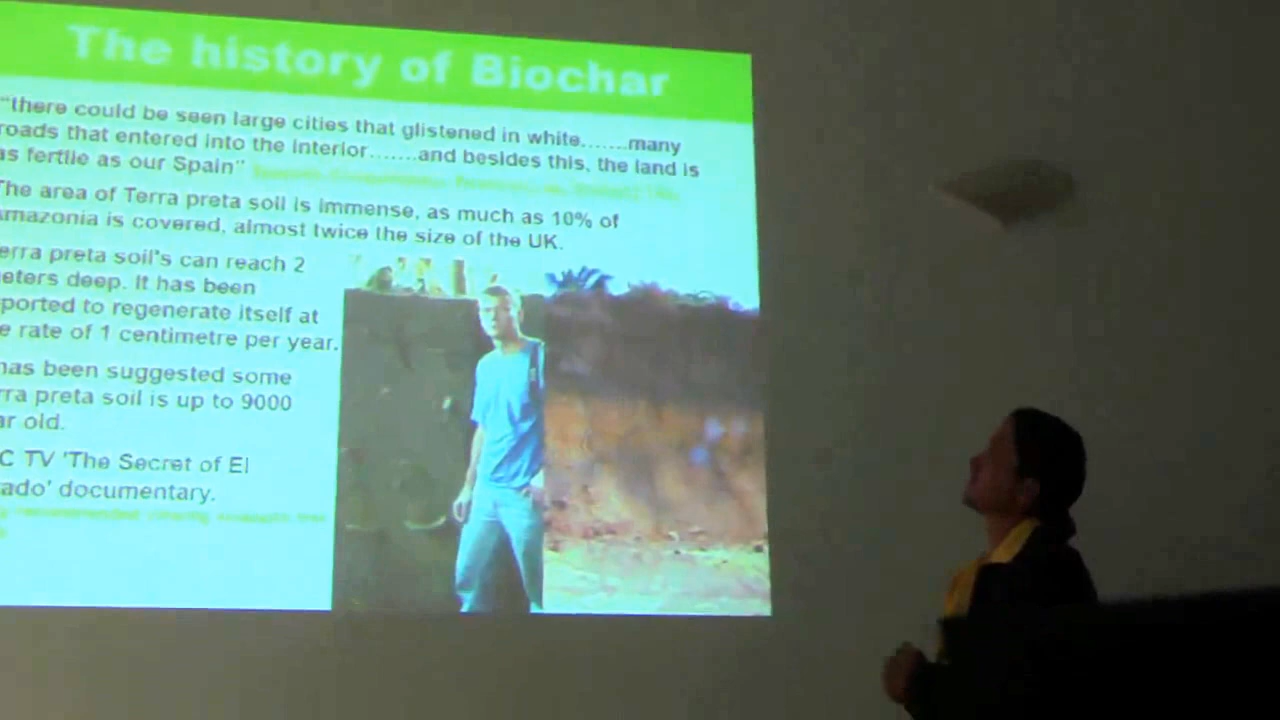 The history of Biochar
"there could be seen large cities that glistened in white.......many
roads that entered into the interior.......and besides this, the land is
as fertile as our Spain"
The area of Terra preta soil is immense, as much as 10% of
amazonia is covered, almost twice the size of the UK.
erra preta soil's can reach 2
eters deep. It has been
ported to regenerate itself at
e rate of 1 centimetre per year.
has been suggested some
rra preta soil is up to 9000
ar old.
C TV 'The Secret of El
ado' documentary.